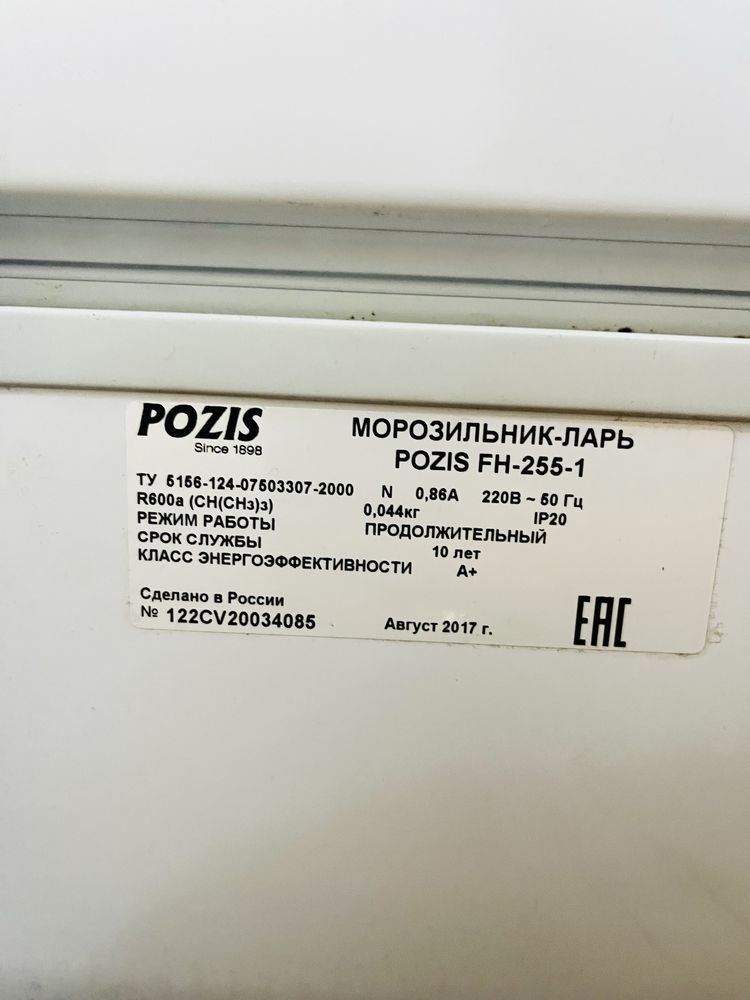 POZIS
Since 1898
МОРОЗИЛЬНИК-ЛАРЬ
POZIS FH-255-1
ТУ 5156-124-07503307-2000 N 0,86А 220В ~ 50 Гц
R600a (CH(CH₃)₃) 0,044кг IP20
РЕЖИМ РАБОТЫ ПРОДОЛЖИТЕЛЬНЫЙ
СРОК СЛУЖБЫ 10 лет
КЛАСС ЭНЕРГОЭФФЕКТИВНОСТИ А+
Сделано в России
№ 122CV20034085 Август 2017 г.
EAC